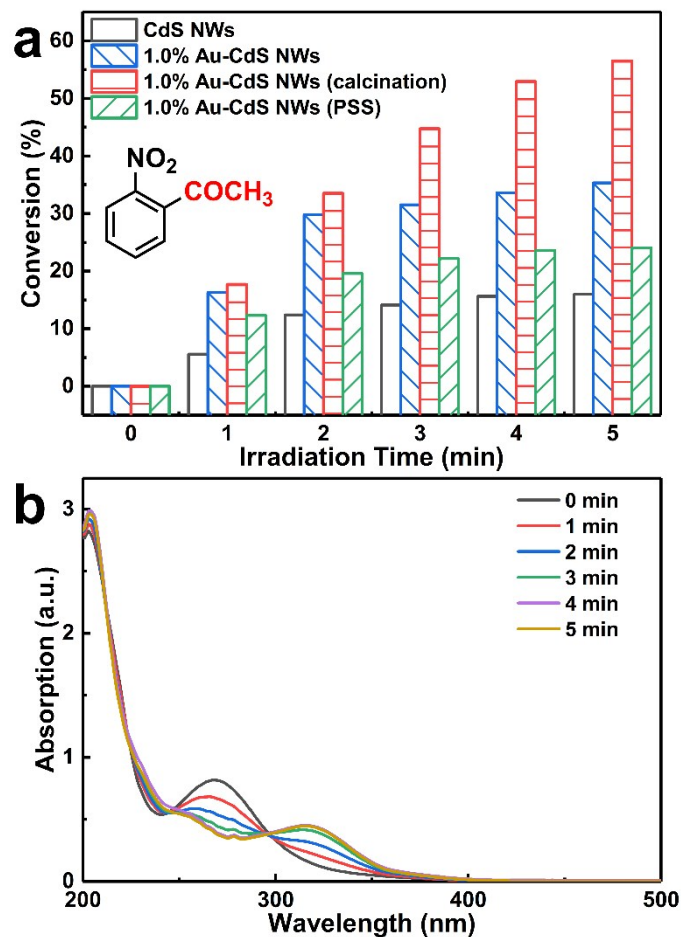 a
CdS NWs
1.0% Au-CdS NWs
1.0% Au-CdS NWs (calcination)
1.0% Au-CdS NWs (PSS)
NO2
COCH3
Conversion (%)
60
50
40
30
20
10
0
0 1 2 3 4 5
Irradiation Time (min)
b
0 min
1 min
2 min
3 min
4 min
5 min
Absorption (a.u.)
3
2
1
0
200 300 400 500
Wavelength (nm)